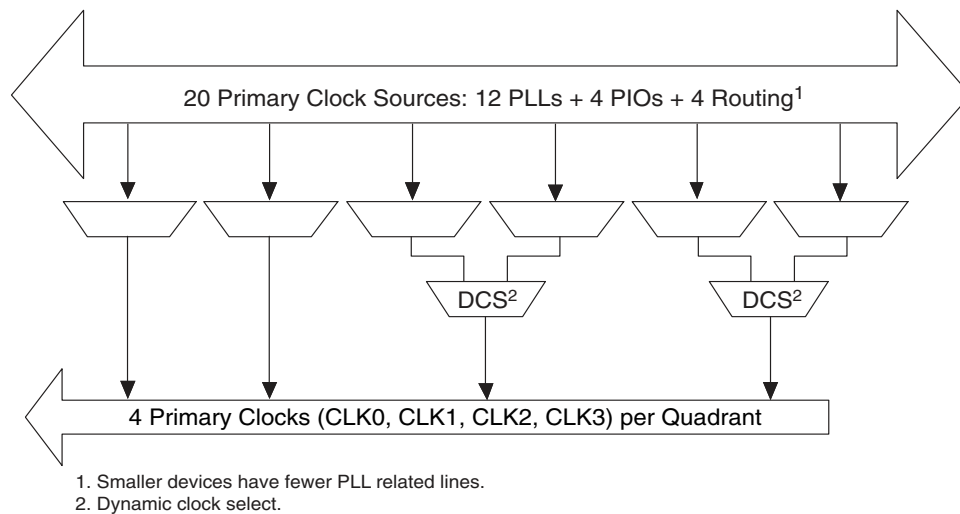 20 Primary Clock Sources: 12 PLLs + 4 PIOs + 4 Routing¹
DCS² DCS²
4 Primary Clocks (CLK0, CLK1, CLK2, CLK3) per Quadrant
1. Smaller devices have fewer PLL related lines.
2. Dynamic clock select.